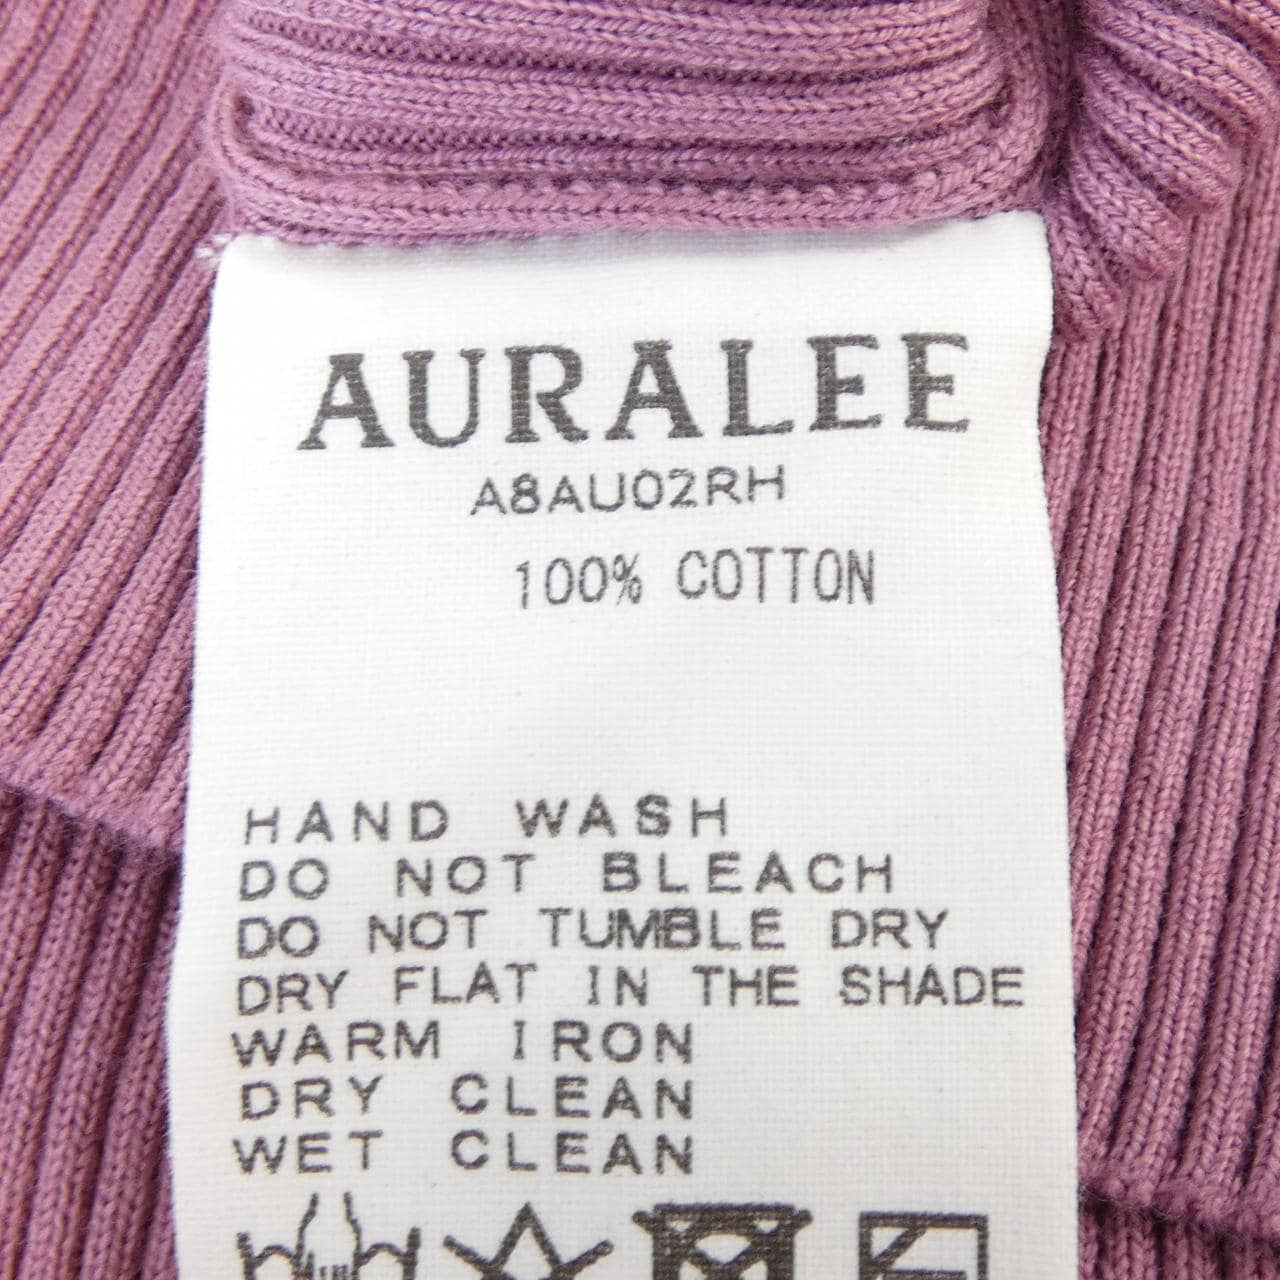 AURALEE
A8AU02RH
100% COTTON
HAND WASH
DO NOT BLEACH
DO NOT TUMBLE DRY
DRY FLAT IN THE SHADE
WARM IRON
DRY CLEAN
WET CLEAN